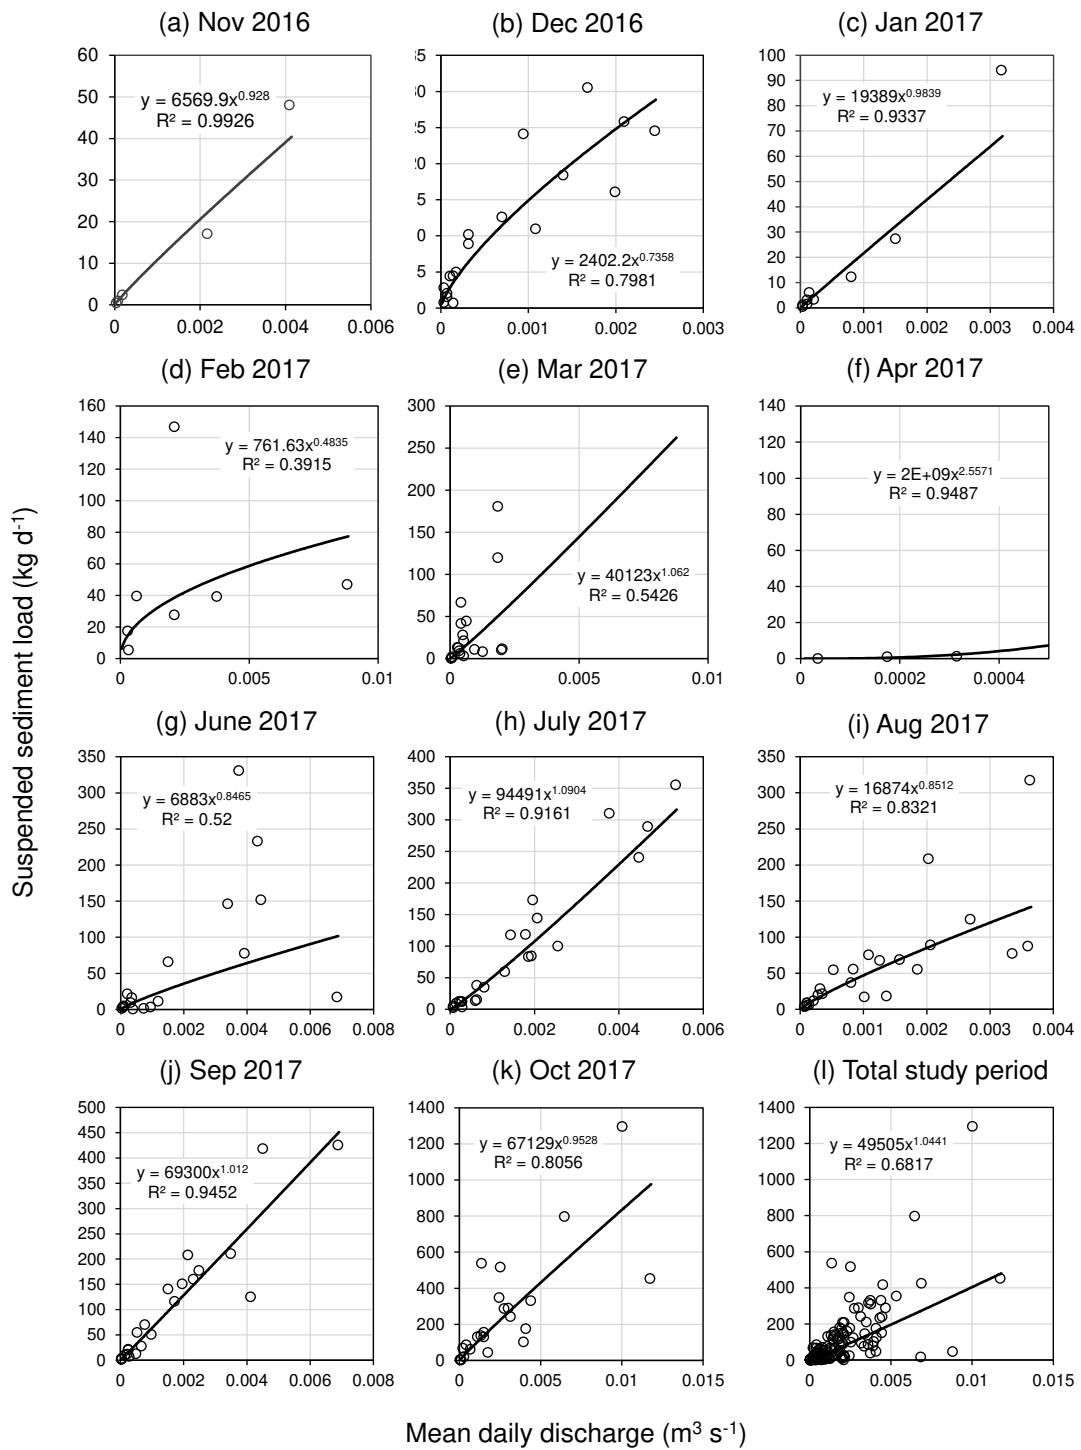 (a) Nov 2016
60
50
40
30
20
10
0
y = 6569.9x^0.928
R² = 0.9926
0 0.002 0.004 0.006
(b) Dec 2016
35
30
25
20
5
0
5
0
y = 2402.2x^0.7358
R² = 0.7981
0 0.001 0.002 0.003
(c) Jan 2017
100
90
80
70
60
50
40
30
20
10
0
y = 19389x^0.9839
R² = 0.9337
0 0.001 0.002 0.003 0.004
(d) Feb 2017
160
140
120
100
80
60
40
20
0
y = 761.63x^0.4835
R² = 0.3915
0 0.005 0.01
(e) Mar 2017
300
250
200
150
100
50
0
y = 40123x^1.062
R² = 0.5426
0 0.005 0.01
(f) Apr 2017
140
120
100
80
60
40
20
0
y = 2E+09x^2.5571
R² = 0.9487
0 0.0002 0.0004
(g) June 2017
350
300
250
200
150
100
50
0
y = 6883x^0.8465
R² = 0.52
0 0.002 0.004 0.006 0.008
(h) July 2017
400
350
300
250
200
150
100
50
0
y = 94491x^1.0904
R² = 0.9161
0 0.002 0.004 0.006
(i) Aug 2017
350
300
250
200
150
100
50
0
y = 16874x^0.8512
R² = 0.8321
0 0.001 0.002 0.003 0.004
(j) Sep 2017
500
450
400
350
300
250
200
150
100
50
0
y = 69300x^1.012
R² = 0.9452
0 0.002 0.004 0.006 0.008
(k) Oct 2017
1400
1200
1000
800
600
400
200
0
y = 67129x^0.9528
R² = 0.8056
0 0.005 0.01 0.015
(l) Total study period
1400
1200
1000
800
600
400
200
0
y = 49505x^1.0441
R² = 0.6817
0 0.005 0.01 0.015
Suspended sediment load (kg d⁻¹)
Mean daily discharge (m³ s⁻¹)